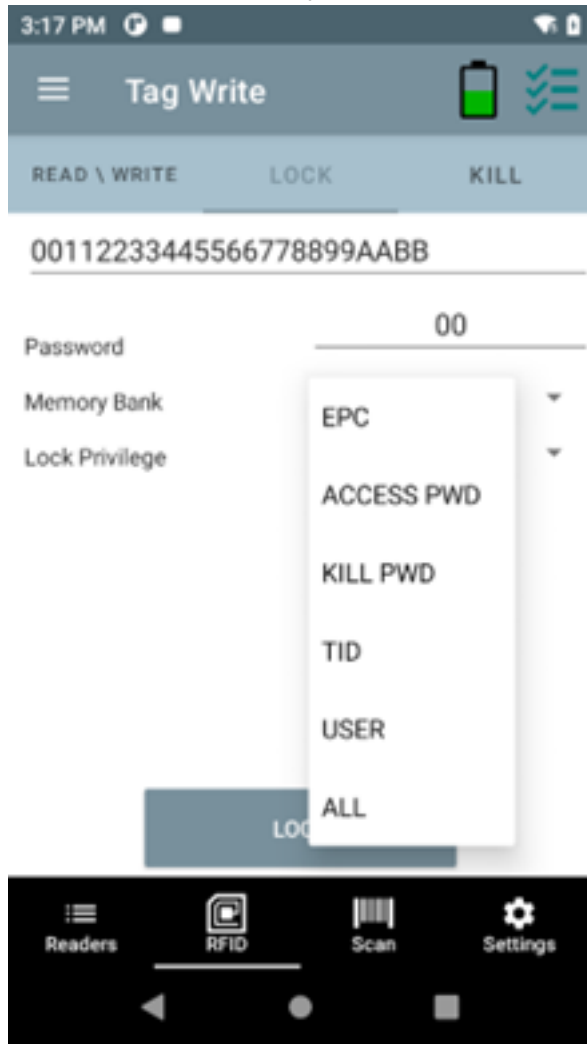 3:17 PM
Tag Write
READ \ WRITE LOCK KILL
00112233445566778899AABB
Password 00
Memory Bank
Lock Privilege
EPC
ACCESS PWD
KILL PWD
TID
USER
ALL
Readers RFID Scan Settings